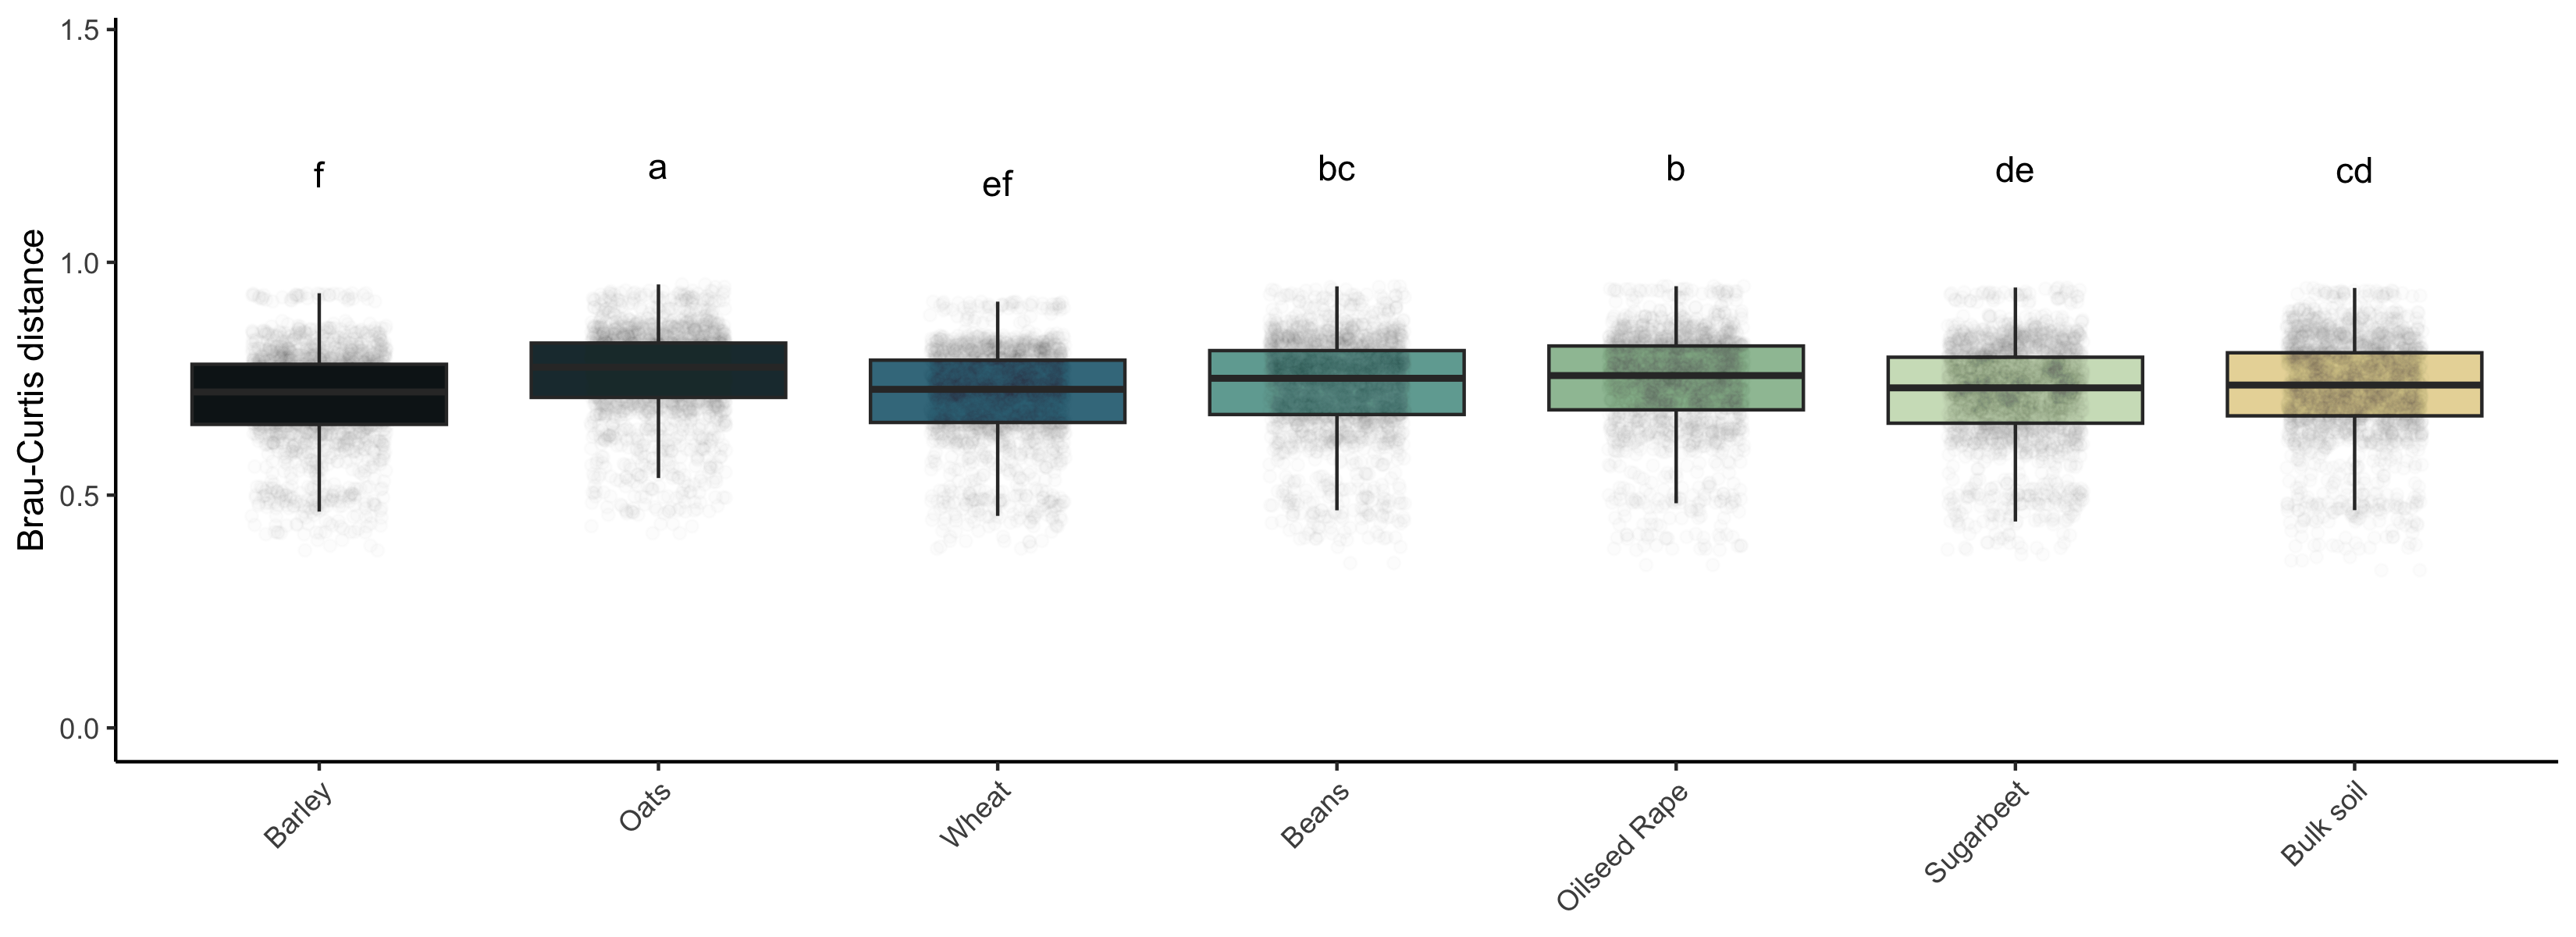 Brau-Curtis distance
1.5
1.0
0.5
0.0
f
a
ef
bc
b
de
cd
Barley
Oats
Wheat
Beans
Oilseed Rape
Sugarbeet
Bulk soil